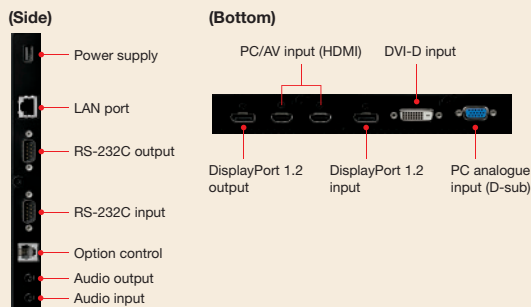 (Side)
Power supply
LAN port
RS-232C output
RS-232C input
Option control
Audio output
Audio input
(Bottom)
PC/AV input (HDMI)
DVI-D input
DisplayPort 1.2
output
DisplayPort 1.2
input
PC analogue
input (D-sub)